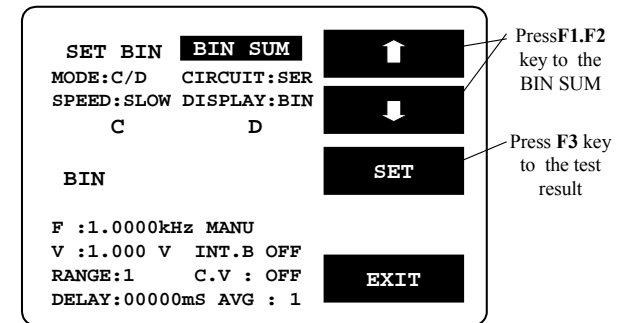 SET BIN BIN SUM
MODE:C/D CIRCUIT:SER
SPEED:SLOW DISPLAY:BIN
C D
BIN
F :1.0000kHz MANU
V :1.000 V INT.B OFF
RANGE:1 C.V : OFF
DELAY:00000mS AVG : 1
SET
EXIT
PressF1.F2
key to the
BIN SUM
Press F3 key
to the test
result